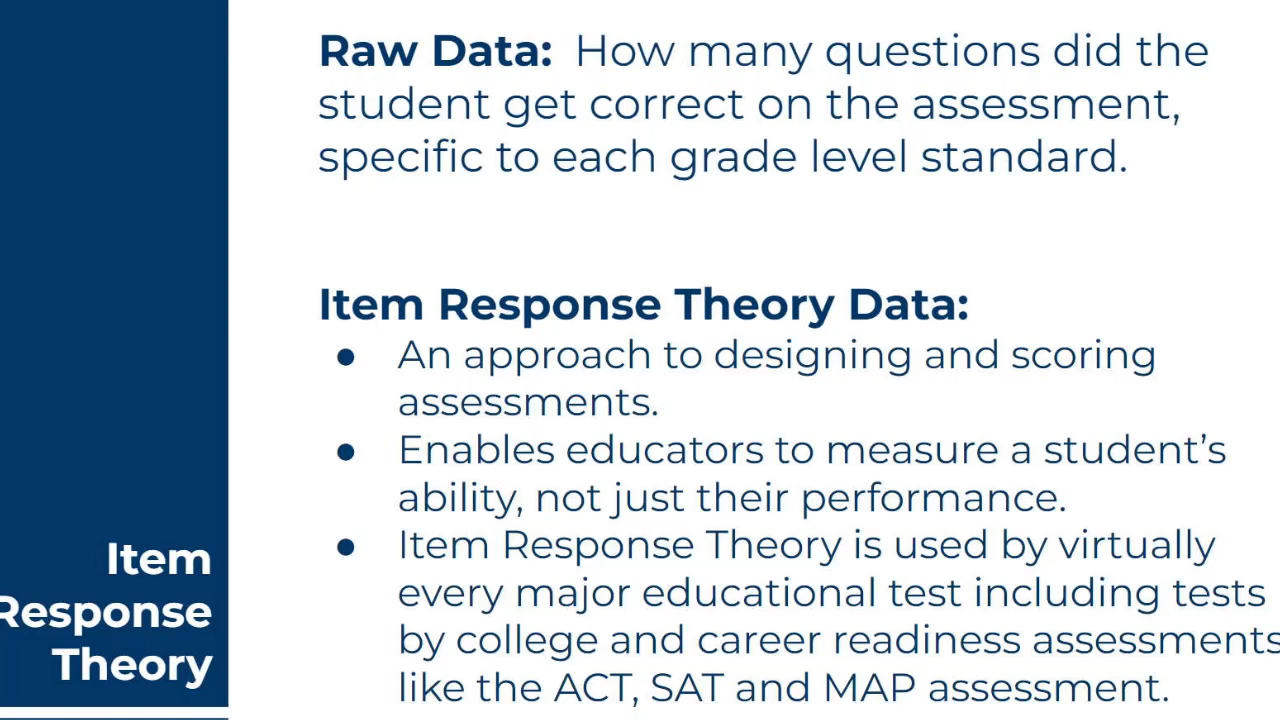 Raw Data: How many questions did the
student get correct on the assessment,
specific to each grade level standard.
Item Response Theory Data:
● An approach to designing and scoring
assessments.
● Enables educators to measure a student’s
ability, not just their performance.
● Item Response Theory is used by virtually
every major educational test including tests
by college and career readiness assessments
like the ACT, SAT and MAP assessment.
Item
Response
Theory